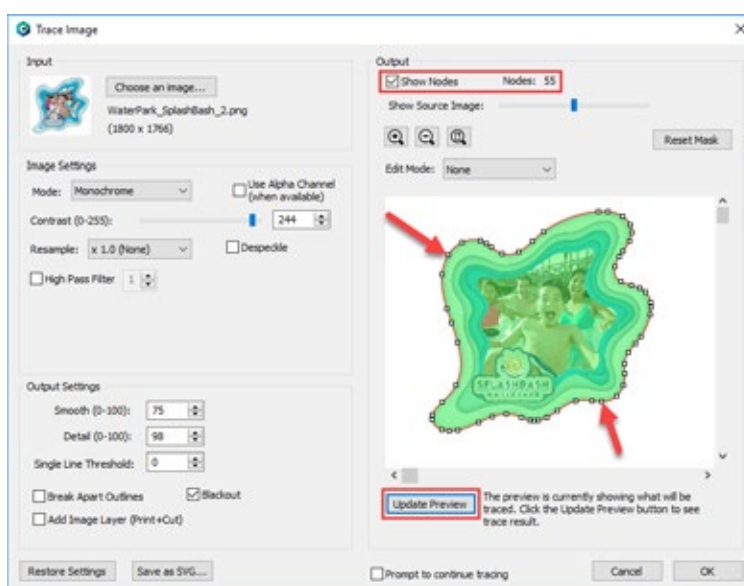 Trace Image
Input
Choose an image...
WaterPark_SplashBash_2.png
(1800 x 1766)
Image Settings
Mode: Monochrome
Use Alpha Channel
(when available)
Contrast (0-255): 244
Resample: x 1.0 (None)
Despeckle
High Pass Filter 1
Output Settings
Smooth (0-100): 75
Detail (0-100): 98
Single Line Threshold: 0
Break Apart Outlines
Blackout
Add Image Layer (Print+Cut)
Restore Settings
Save as SVG....
Output
Show Nodes Nodes: 55
Show Source Image:
Reset Mask
Edit Mode: None
SPLASHBASH
Update Preview
The preview is currently showing what will be
traced. Click the Update Preview button to see
trace result.
Prompt to continue tracing
Cancel
OK